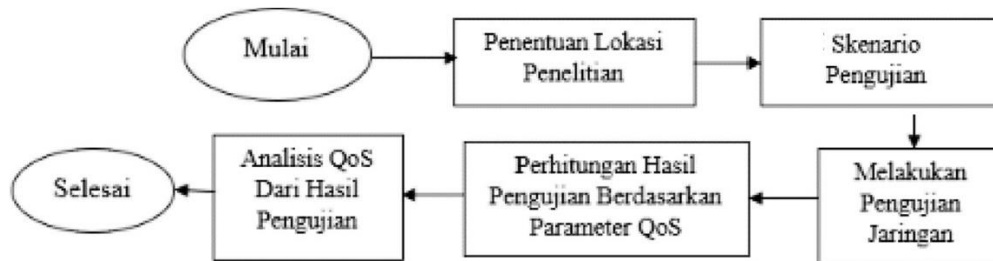 Mulai
Penentuan Lokasi
Penelitian
Skenario
Pengujian
Melakukan
Pengujian
Jaringan
Perhitungan Hasil
Pengujian Berdasarkan
Parameter QoS
Analisis QoS
Dari Hasil
Pengujian
Selesai